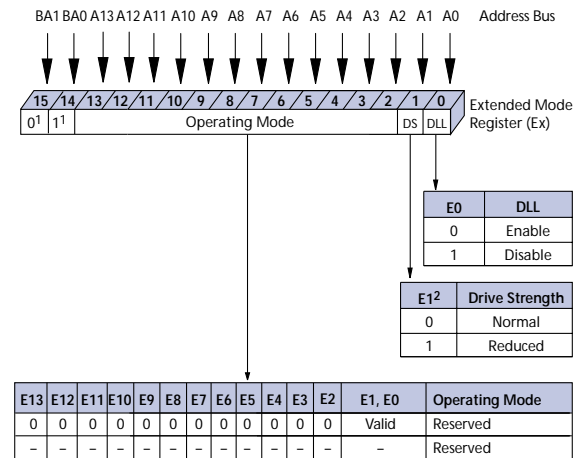 BA1 BA0 A13 A12 A11 A10 A9 A8 A7 A6 A5 A4 A3 A2 A1 A0 Address Bus
15 14 13 12 11 10 9 8 7 6 5 4 3 2 1 0
0¹ 1¹ Operating Mode DS DLL
Extended Mode
Register (Ex)
E0 DLL
0 Enable
1 Disable
E1² Drive Strength
0 Normal
1 Reduced
E13 E12 E11 E10 E9 E8 E7 E6 E5 E4 E3 E2 E1, E0 Operating Mode
0 0 0 0 0 0 0 0 0 0 0 0 Valid Reserved
– – – – – – – – – – – – – Reserved